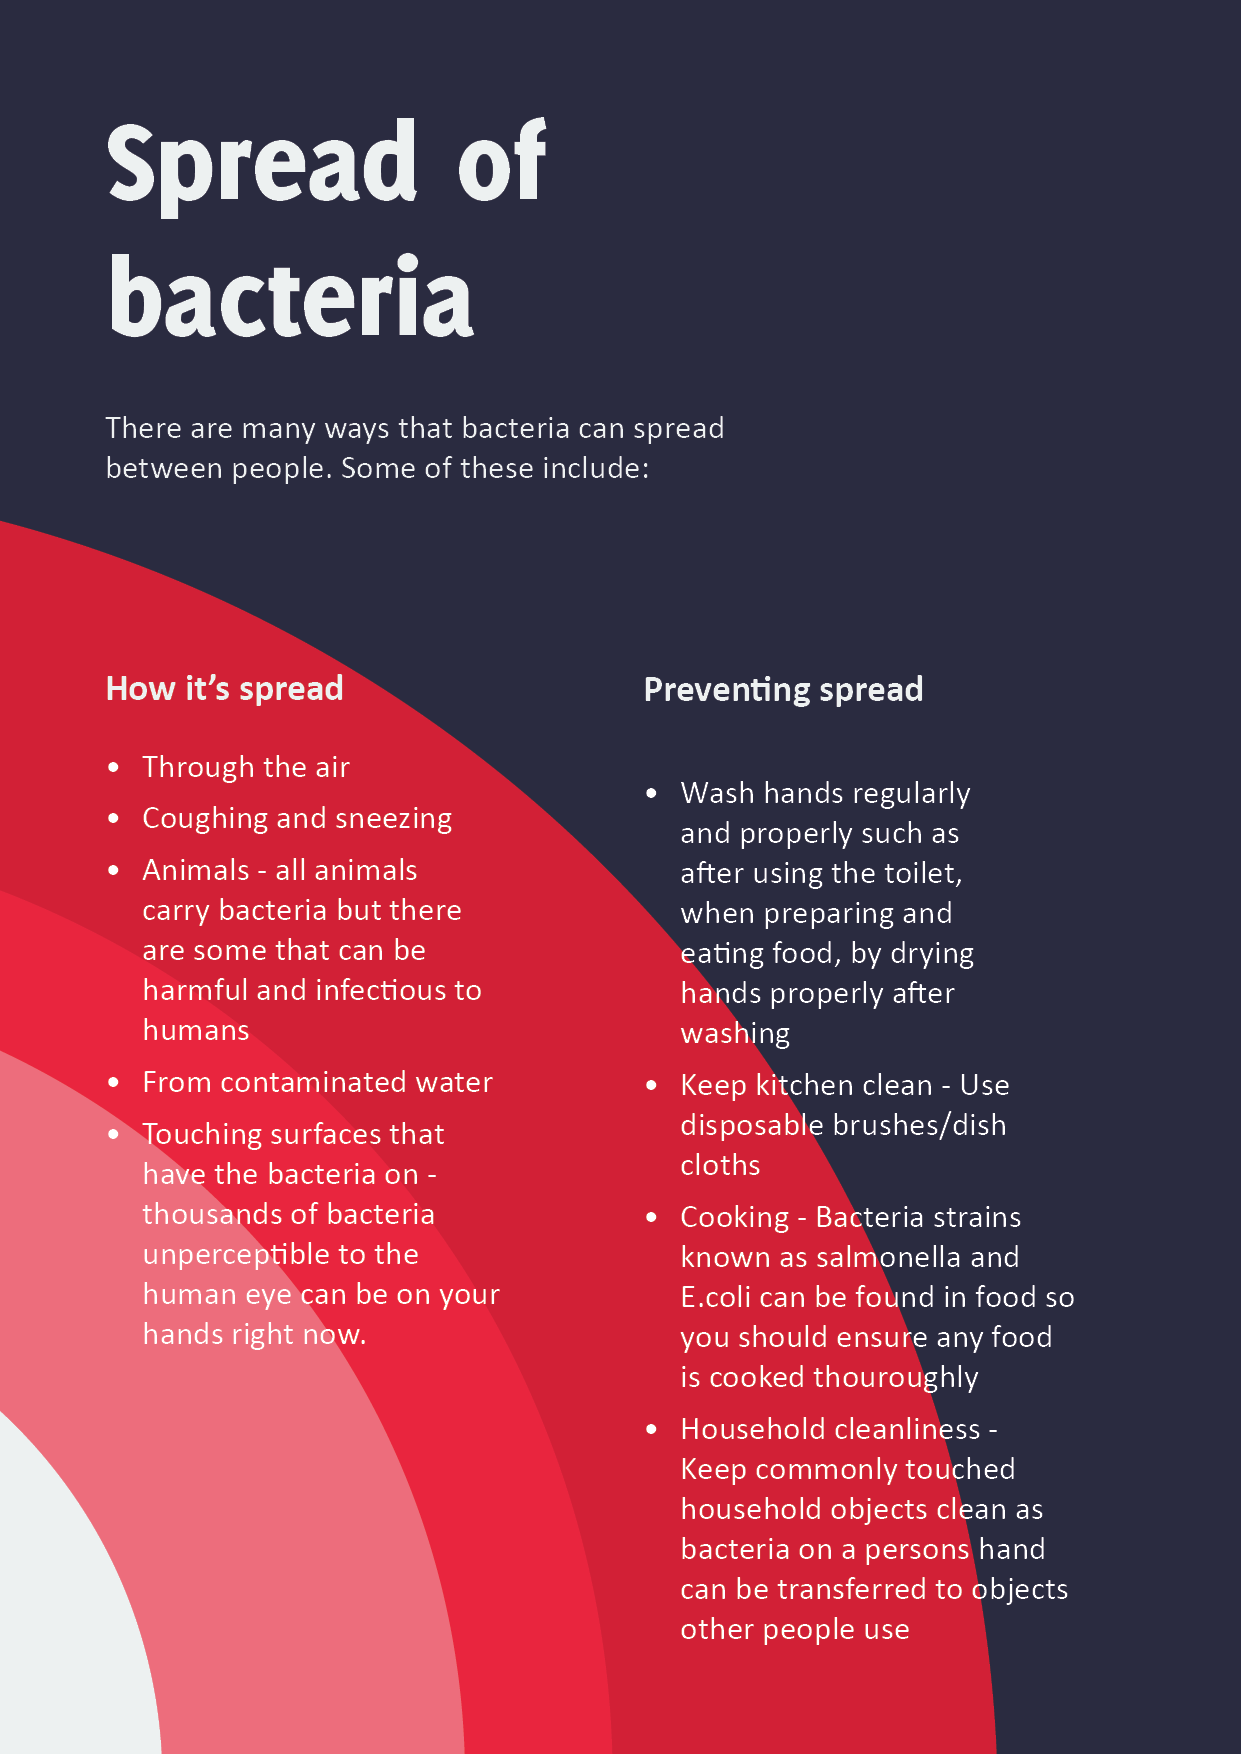 Spread of
bacteria
There are many ways that bacteria can spread
between people. Some of these include:
How it’s spread
• Through the air
• Coughing and sneezing
• Animals - all animals
carry bacteria but there
are some that can be
harmful and infectious to
humans
• From contaminated water
• Touching surfaces that
have the bacteria on -
thousands of bacteria
unperceptible to the
human eye can be on your
hands right now.
Preventing spread
• Wash hands regularly
and properly such as
after using the toilet,
when preparing and
eating food, by drying
hands properly after
washing
• Keep kitchen clean - Use
disposable brushes/dish
cloths
• Cooking - Bacteria strains
known as salmonella and
E.coli can be found in food so
you should ensure any food
is cooked thouroughly
• Household cleanliness -
Keep commonly touched
household objects clean as
bacteria on a persons hand
can be transferred to objects
other people use